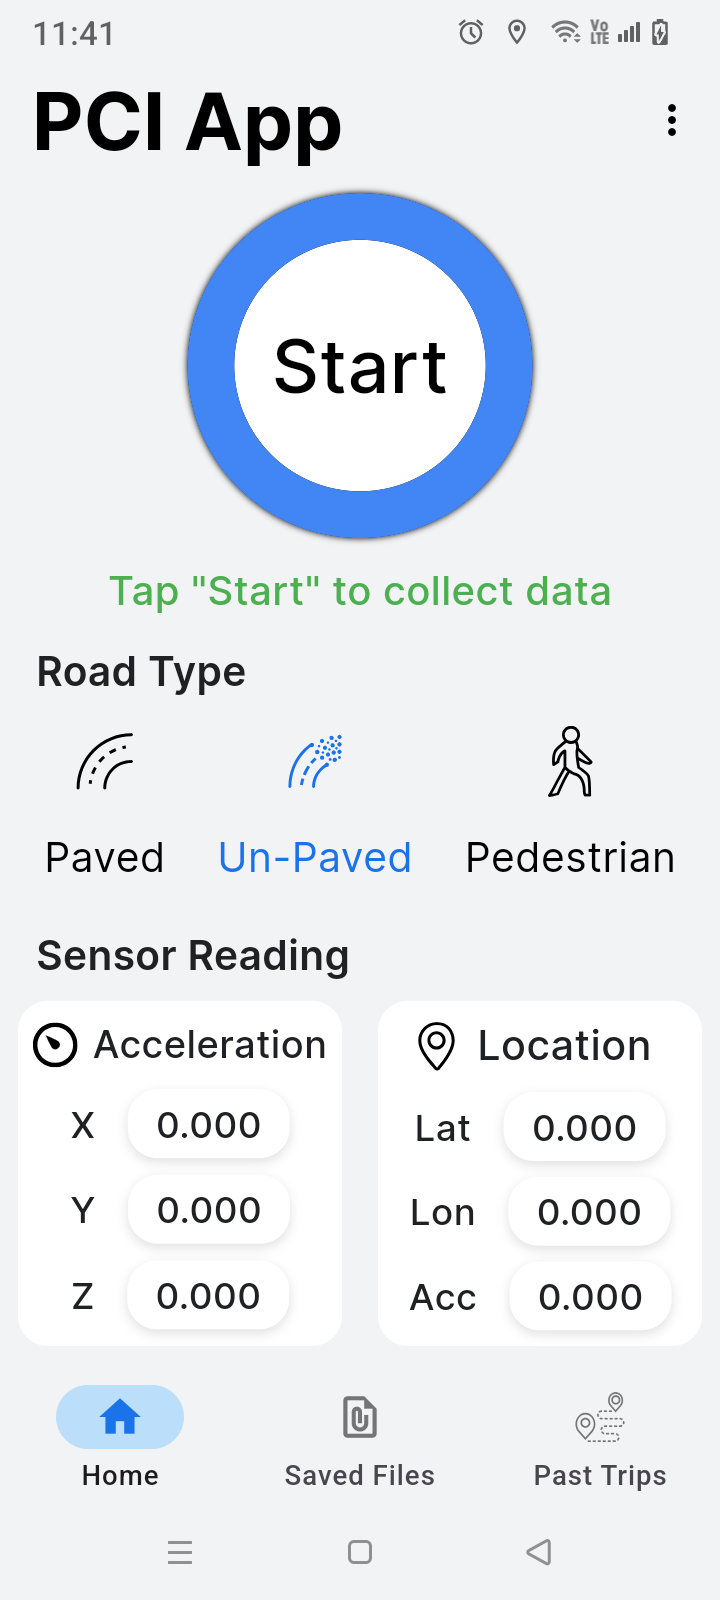 11:41
Vo
LTE
PCI App
Start
Tap "Start" to collect data
Road Type
Paved Un-Paved Pedestrian
Sensor Reading
Acceleration
X 0.000
Y 0.000
Z 0.000
Location
Lat 0.000
Lon 0.000
Acc 0.000
Home Saved Files Past Trips